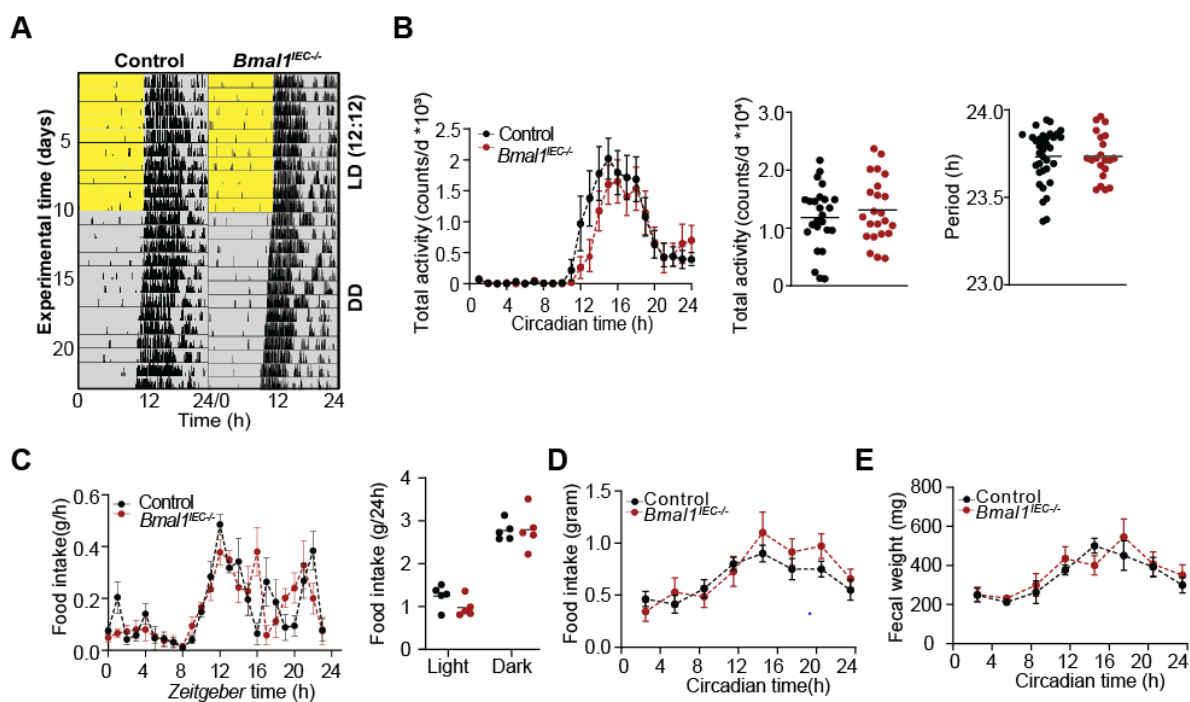 A
Control
Bmal1IEC-/-
Experimental time (days)
5
10
15
20
LD (12:12)
DD
0
12
24/0
12
24
Time (h)
B
Total activity (counts/d *10³)
2.5
2.0
1.5
1.0
0.5
0
Control
Bmal1IEC-/-
0
4
8
12
16
20
24
Circadian time (h)
Total activity (counts/d *10⁴)
3.0
2.0
1.0
0
Period (h)
24.0
23.5
23.0
C
Food intake(g/h)
0.6
0.4
0.2
0.0
Control
Bmal1IEC-/-
0
4
8
12
16
20
24
Zeitgeber time (h)
Food intake (g/24h)
4
3
2
1
0
Light
Dark
D
Food intake (gram)
1.5
1.0
0.5
0.0
Control
Bmal1IEC-/-
0
4
8
12
16
20
24
Circadian time(h)
E
Fecal weight (mg)
800
600
400
200
0
Control
Bmal1IEC-/-
0
4
8
12
16
20
24
Circadian time (h)